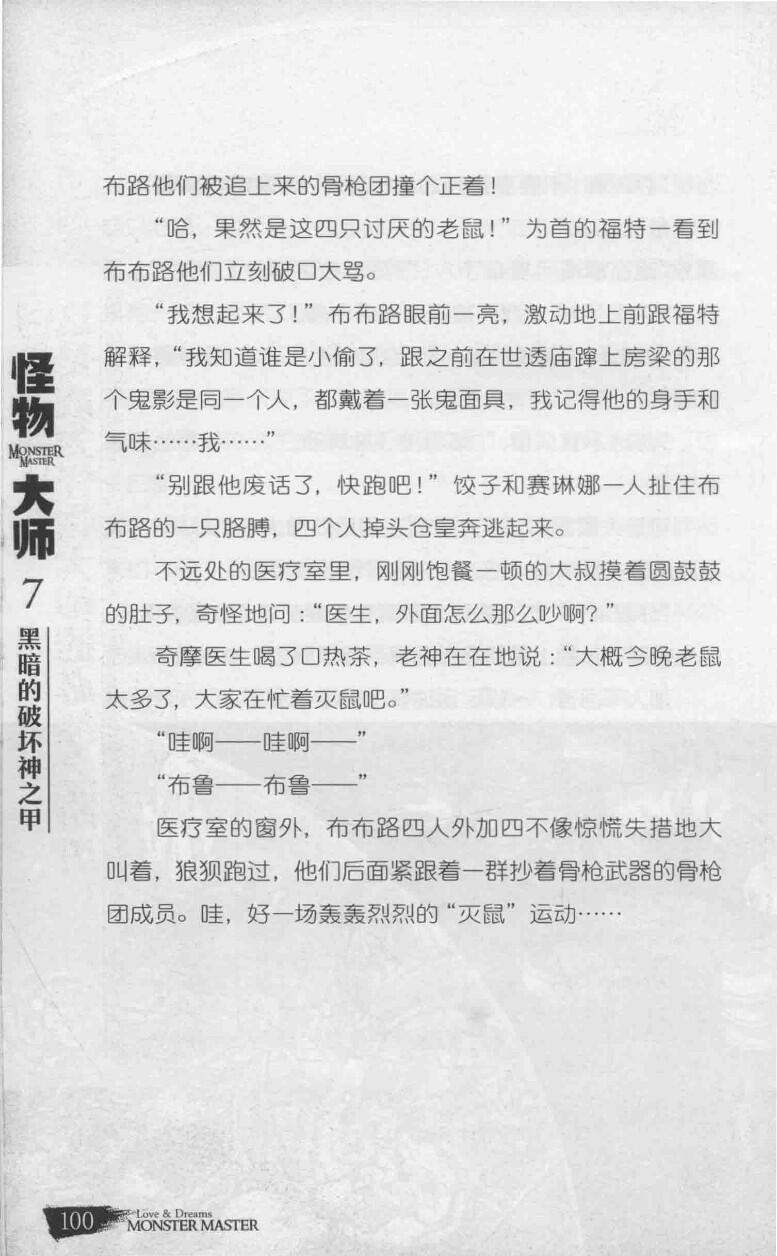 布路他们被追上来的骨枪团撞个正着！
“哈，果然是这四只讨厌的老鼠！”为首的福特一看到
布布路他们立刻破口大骂。
“我想起来了！”布布路眼前一亮，激动地上前跟福特
解释，“我知道谁是小偷了，跟之前在世透庙蹿上房梁的那
个鬼影是同一个人，都戴着一张鬼面具，我记得他的身手和
气味……我……”
“别跟他废话了，快跑吧！”饺子和赛琳娜一人扯住布
布路的一只胳膊，四个人掉头仓皇奔逃起来。
不远处的医疗室里，刚刚饱餐一顿的大叔摸着圆鼓鼓
的肚子，奇怪地问：“医生，外面怎么那么吵啊？”
奇摩医生喝了口热茶，老神在在地说：“大概今晚老鼠
太多了，大家在忙着灭鼠吧。”
“哇啊——哇啊——”
“布鲁——布鲁——”
医疗室的窗外，布布路四人外加四不像惊慌失措地大
叫着，狼狈跑过，他们后面紧跟着一群抄着骨枪武器的骨枪
团成员。哇，好一场轰轰烈烈的“灭鼠”运动……
怪物
MONSTER
MASTER
大师
7
黑暗的破坏神之甲
100
Love & Dreams
MONSTER MASTER